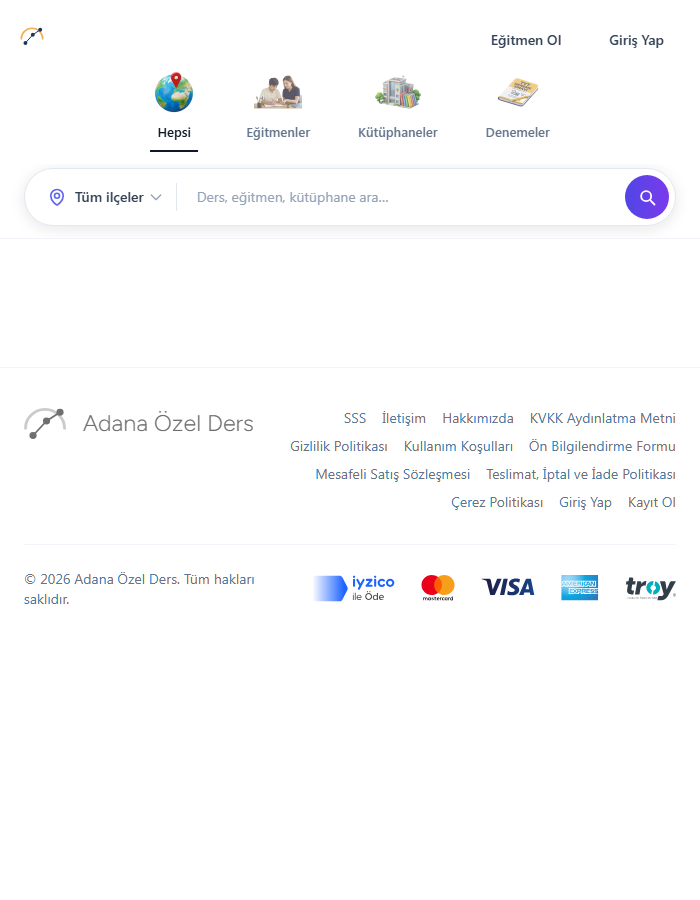 Eğitmen Ol Giriş Yap
Hepsi Eğitmenler Kütüphaneler Denemeler
Tüm ilçeler Ders, eğitmen, kütüphane ara...
Adana Özel Ders
SSS İletişim Hakkımızda KVKK Aydınlatma Metni
Gizlilik Politikası Kullanım Koşulları Ön Bilgilendirme Formu
Mesafeli Satış Sözleşmesi Teslimat, İptal ve İade Politikası
Çerez Politikası Giriş Yap Kayıt Ol
© 2026 Adana Özel Ders. Tüm hakları
saklıdır.
iyzico
ile Öde
mastercard
VISA
AMERICAN
EXPRESS
troy